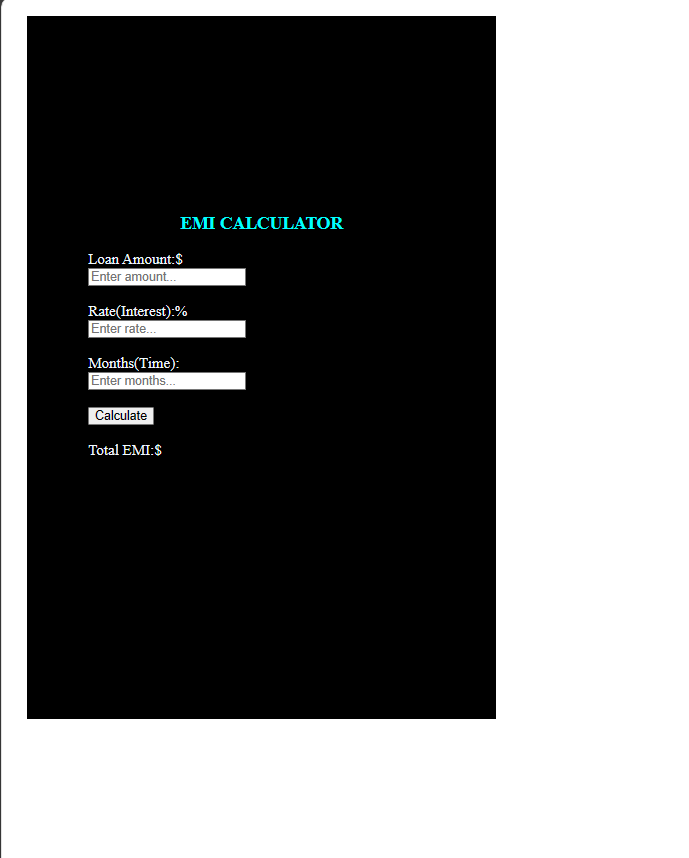 EMI CALCULATOR
Loan Amount:$
Enter amount...
Rate(Interest):%
Enter rate...
Months(Time):
Enter months...
Calculate
Total EMI:$